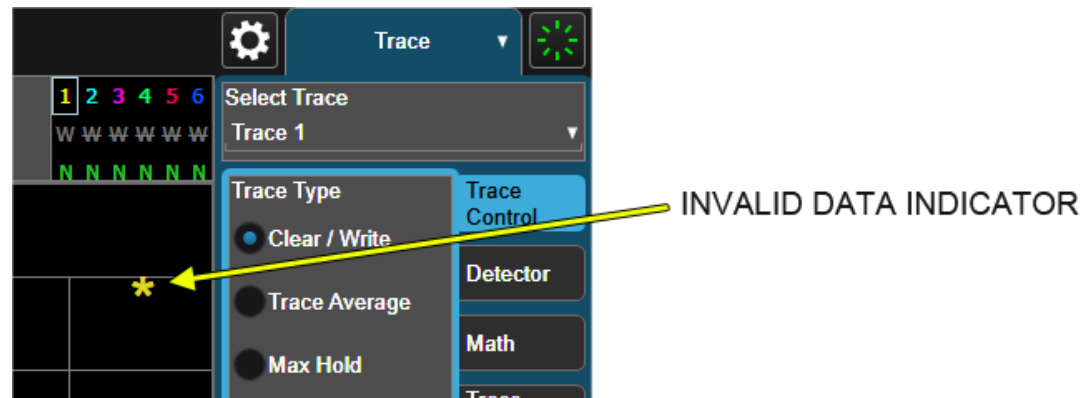 Trace
1 2 3 4 5 6
W W W W W W
N N N N N N
Select Trace
Trace 1
Trace Type
Clear / Write
Trace Average
Max Hold
Trace
Control
Detector
Math
Trace
*
INVALID DATA INDICATOR